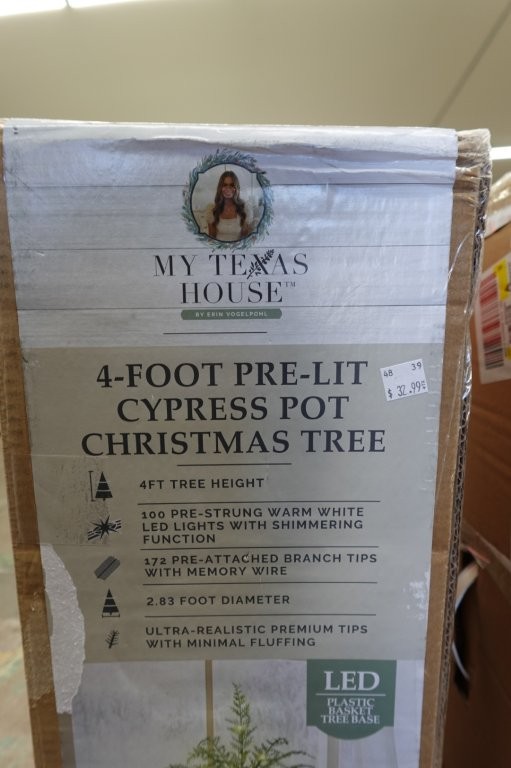 MY TEXAS
HOUSE™
BY ERIN VOGELPOHL
4-FOOT PRE-LIT
CYPRESS POT
CHRISTMAS TREE
48 39
$ 32.99
4FT TREE HEIGHT
100 PRE-STRUNG WARM WHITE
LED LIGHTS WITH SHIMMERING
FUNCTION
172 PRE-ATTACHED BRANCH TIPS
WITH MEMORY WIRE
2.83 FOOT DIAMETER
ULTRA-REALISTIC PREMIUM TIPS
WITH MINIMAL FLUFFING
LED
PLASTIC
BASKET
TREE BASE